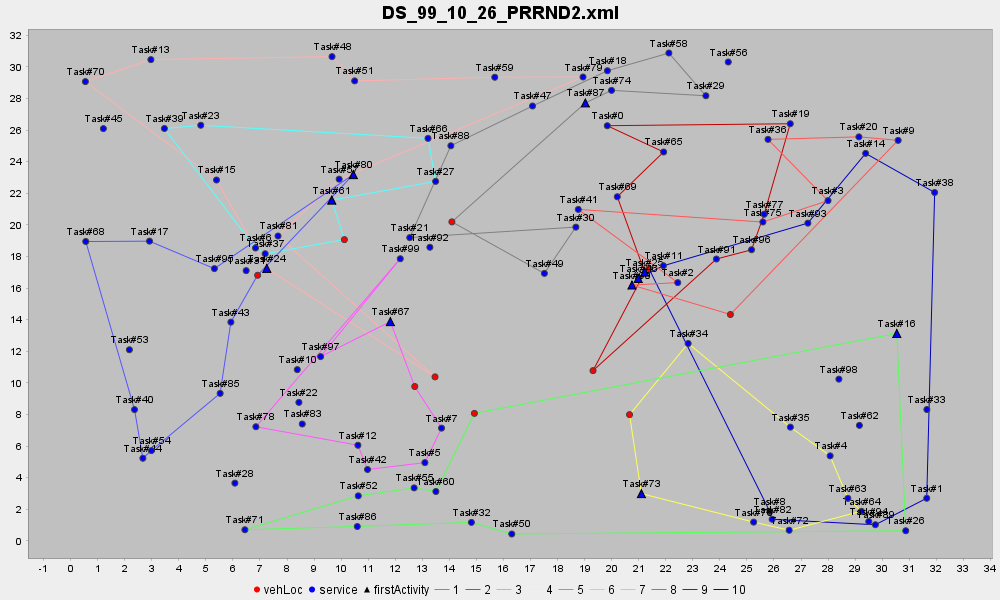 DS_99_10_26_PRRND2.xml
32
30
28
26
24
22
20
18
16
14
12
10
8
6
4
2
0
Task#58
Task#13
Task#48
Task#56
Task#18
Task#70
Task#51
Task#59
Task#79
Task#74
Task#29
Task#87
Task#47
Task#45
Task#39
Task#23
Task#0
Task#19
Task#66
Task#88
Task#36
Task#20
Task#9
Task#65
Task#14
Task#15
Task#80
Task#27
Task#61
Task#69
Task#3
Task#38
Task#41
Task#77
Task#75
Task#93
Task#30
Task#81
Task#21
Task#92
Task#68
Task#17
Task#37
Task#99
Task#96
Task#91
Task#95
Task#24
Task#11
Task#49
Task#2
Task#43
Task#67
Task#16
Task#53
Task#34
Task#97
Task#10
Task#98
Task#85
Task#22
Task#40
Task#33
Task#78
Task#83
Task#7
Task#35
Task#62
Task#12
Task#54
Task#42
Task#5
Task#4
Task#28
Task#52
Task#55
Task#60
Task#73
Task#63
Task#1
Task#64
Task#8
Task#82
Task#71
Task#86
Task#32
Task#50
Task#72
Task#26
-1 0 1 2 3 4 5 6 7 8 9 10 11 12 13 14 15 16 17 18 19 20 21 22 23 24 25 26 27 28 29 30 31 32 33 34
vehLoc service firstActivity 1 2 3 4 5 6 7 8 9 10